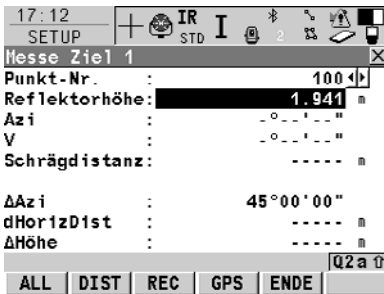 17:12
SETUP
IR
STD
I
2
Messe Ziel 1
Punkt-Nr. : 100
Reflektorhöhe: 1.941 m
Azi : -°--'--"
V : -°--'--"
Schrägdistanz: ----- m
ΔAzi : 45°00'00"
dHorizDist : ----- m
ΔHöhe : ----- m
Q2a⇧
ALL DIST REC GPS ENDE